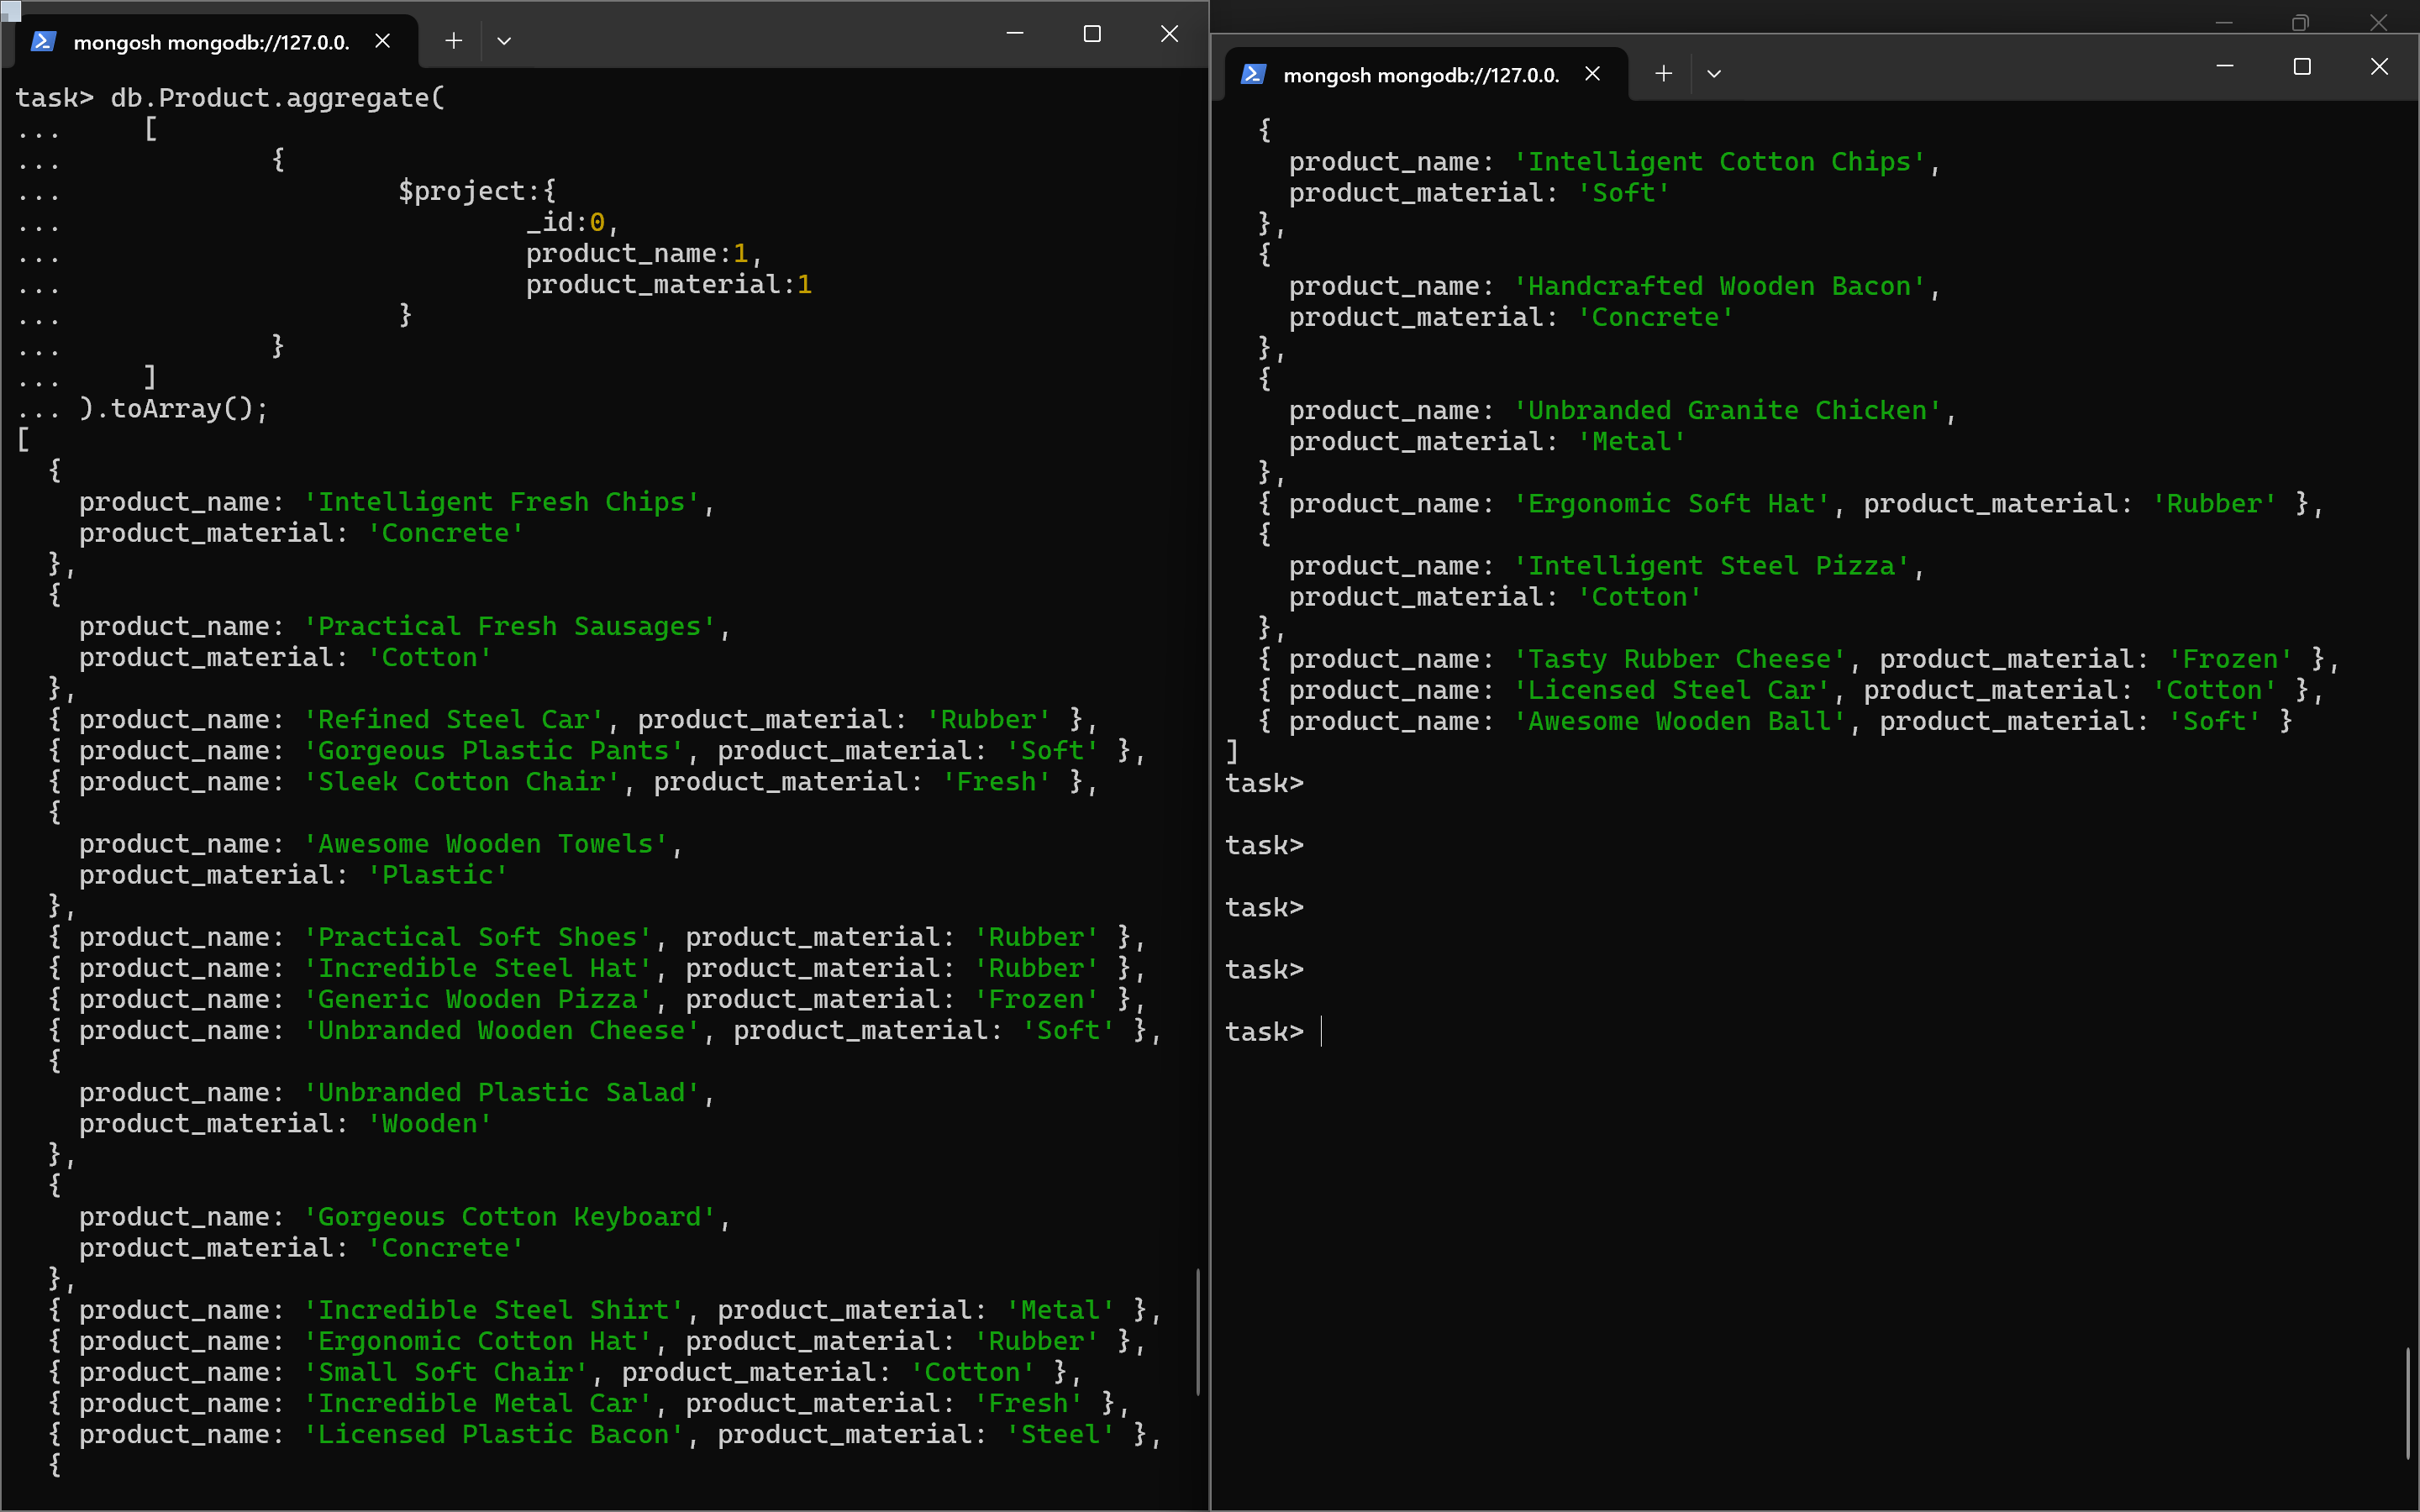 mongosh mongodb://127.0.0.
task> db.Product.aggregate(
...     [
...             {
...                     $project:{
...                             _id:0,
...                             product_name:1,
...                             product_material:1
...                     }
...             }
...     ]
... ).toArray();
[
  {
    product_name: 'Intelligent Fresh Chips',
    product_material: 'Concrete'
  },
  {
    product_name: 'Practical Fresh Sausages',
    product_material: 'Cotton'
  },
  { product_name: 'Refined Steel Car', product_material: 'Rubber' },
  { product_name: 'Gorgeous Plastic Pants', product_material: 'Soft' },
  { product_name: 'Sleek Cotton Chair', product_material: 'Fresh' },
  {
    product_name: 'Awesome Wooden Towels',
    product_material: 'Plastic'
  },
  { product_name: 'Practical Soft Shoes', product_material: 'Rubber' },
  { product_name: 'Incredible Steel Hat', product_material: 'Rubber' },
  { product_name: 'Generic Wooden Pizza', product_material: 'Frozen' },
  { product_name: 'Unbranded Wooden Cheese', product_material: 'Soft' },
  {
    product_name: 'Unbranded Plastic Salad',
    product_material: 'Wooden'
  },
  {
    product_name: 'Gorgeous Cotton Keyboard',
    product_material: 'Concrete'
  },
  { product_name: 'Incredible Steel Shirt', product_material: 'Metal' },
  { product_name: 'Ergonomic Cotton Hat', product_material: 'Rubber' },
  { product_name: 'Small Soft Chair', product_material: 'Cotton' },
  { product_name: 'Incredible Metal Car', product_material: 'Fresh' },
  { product_name: 'Licensed Plastic Bacon', product_material: 'Steel' },
  {
mongosh mongodb://127.0.0.
  {
    product_name: 'Intelligent Cotton Chips',
    product_material: 'Soft'
  },
  {
    product_name: 'Handcrafted Wooden Bacon',
    product_material: 'Concrete'
  },
  {
    product_name: 'Unbranded Granite Chicken',
    product_material: 'Metal'
  },
  { product_name: 'Ergonomic Soft Hat', product_material: 'Rubber' },
  {
    product_name: 'Intelligent Steel Pizza',
    product_material: 'Cotton'
  },
  { product_name: 'Tasty Rubber Cheese', product_material: 'Frozen' },
  { product_name: 'Licensed Steel Car', product_material: 'Cotton' },
  { product_name: 'Awesome Wooden Ball', product_material: 'Soft' }
]
task>
task>
task>
task>
task>